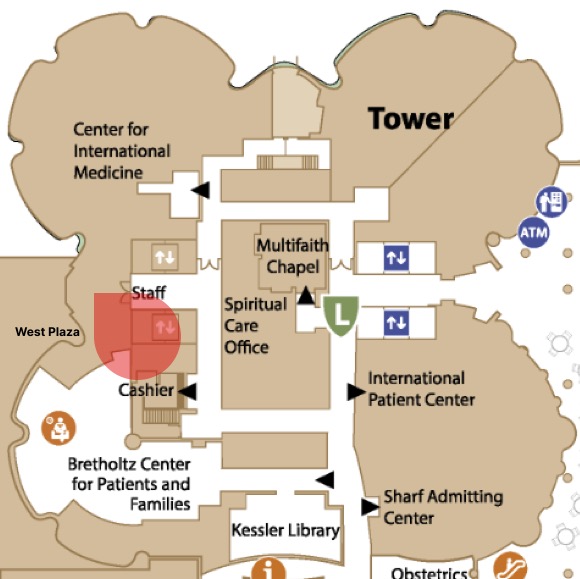 Tower
Center for
International
Medicine
ATM
Multifaith
Chapel
Staff
Spiritual
Care
Office
L
West Plaza
Cashier
International
Patient Center
Bretholtz Center
for Patients and
Families
Sharf Admitting
Center
Kessler Library
i
Obstetrics